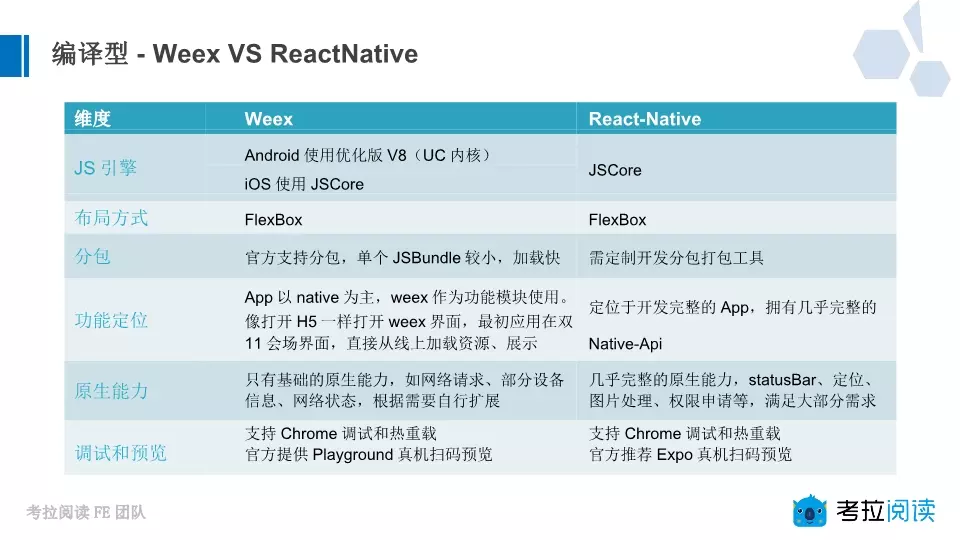 编译型 - Weex VS ReactNative
维度 Weex React-Native
JS 引擎
Android 使用优化版 V8（UC 内核）
iOS 使用 JSCore
JSCore
布局方式 FlexBox FlexBox
分包 官方支持分包，单个 JSBundle 较小，加载快 需定制开发分包打包工具
功能定位
App 以 native 为主，weex 作为功能模块使用。
像打开 H5 一样打开 weex 界面，最初应用在双
11 会场界面，直接从线上加载资源、展示
定位于开发完整的 App，拥有几乎完整的
Native-Api
原生能力
只有基础的原生能力，如网络请求、部分设备
信息、网络状态，根据需要自行扩展
几乎完整的原生能力，statusBar、定位、
图片处理、权限申请等，满足大部分需求
调试和预览
支持 Chrome 调试和热重载
官方提供 Playground 真机扫码预览
支持 Chrome 调试和热重载
官方推荐 Expo 真机扫码预览
考拉阅读 FE 团队
考拉阅读